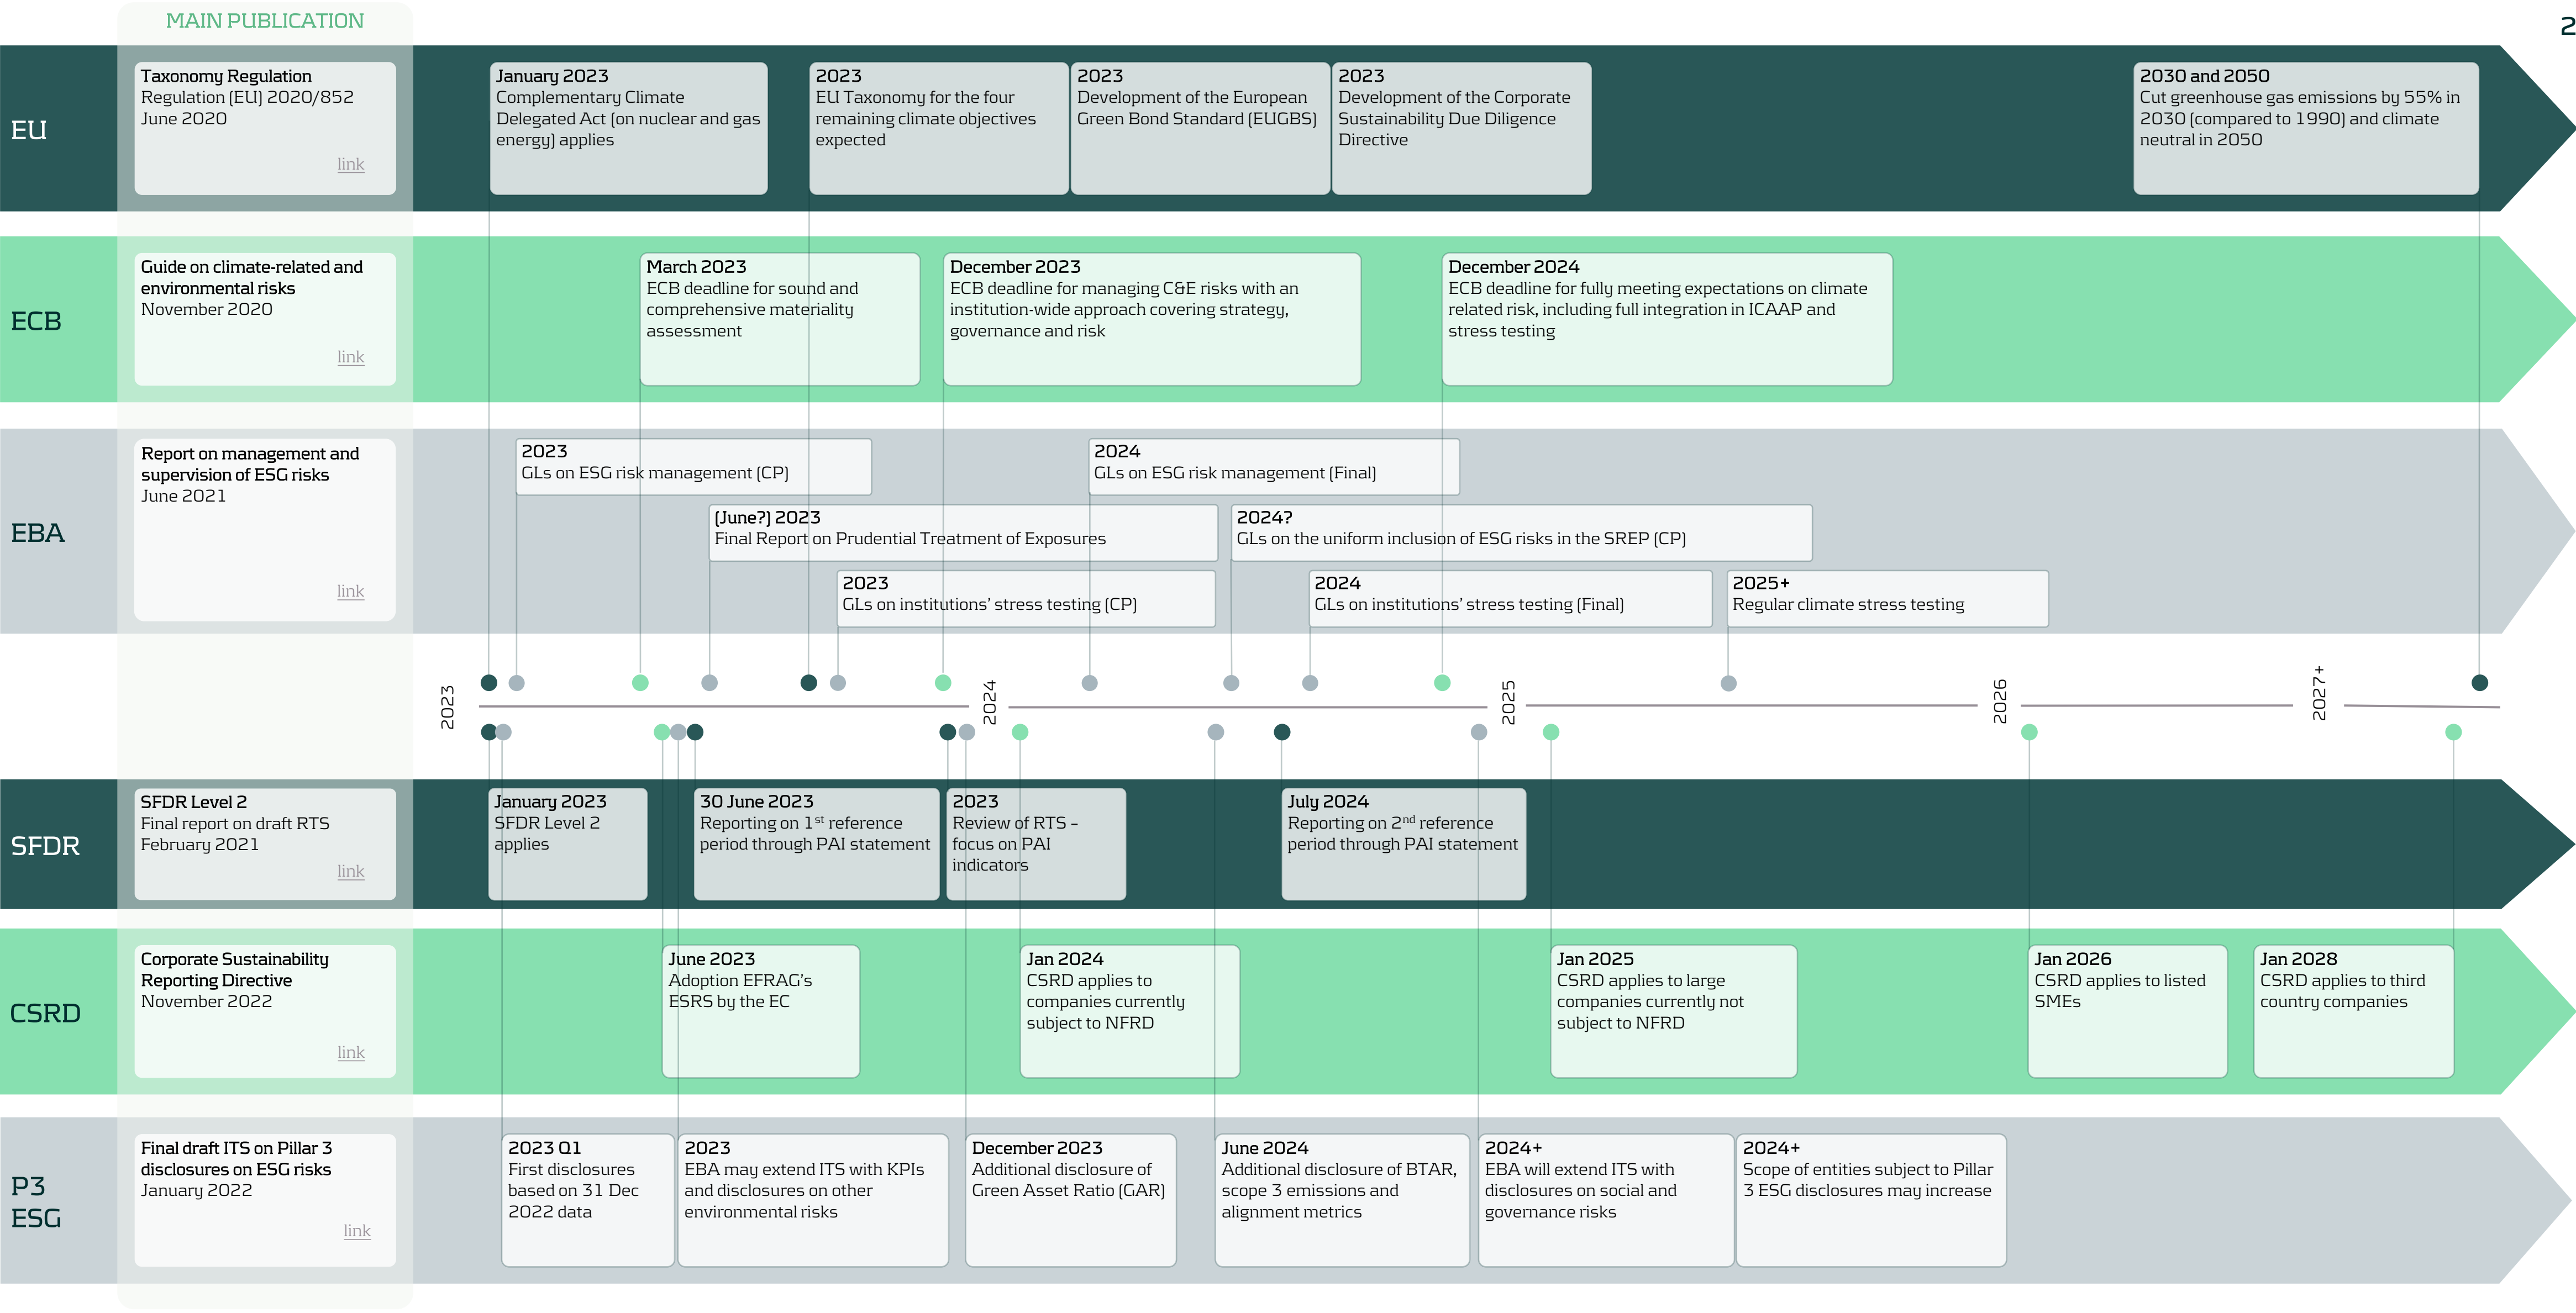 MAIN PUBLICATION
2
EU
Taxonomy Regulation
Regulation (EU) 2020/852
June 2020
link
January 2023
Complementary Climate
Delegated Act (on nuclear and gas
energy) applies
2023
EU Taxonomy for the four
remaining climate objectives
expected
2023
Development of the European
Green Bond Standard (EUGBS)
2023
Development of the Corporate
Sustainability Due Diligence
Directive
2030 and 2050
Cut greenhouse gas emissions by 55% in
2030 (compared to 1990) and climate
neutral in 2050
ECB
Guide on climate-related and
environmental risks
November 2020
link
March 2023
ECB deadline for sound and
comprehensive materiality
assessment
December 2023
ECB deadline for managing C&E risks with an
institution-wide approach covering strategy,
governance and risk
December 2024
ECB deadline for fully meeting expectations on climate
related risk, including full integration in ICAAP and
stress testing
EBA
Report on management and
supervision of ESG risks
June 2021
link
2023
GLs on ESG risk management (CP)
2024
GLs on ESG risk management (Final)
(June?) 2023
Final Report on Prudential Treatment of Exposures
2024?
GLs on the uniform inclusion of ESG risks in the SREP (CP)
2023
GLs on institutions’ stress testing (CP)
2024
GLs on institutions’ stress testing (Final)
2025+
Regular climate stress testing
2023
2024
2025
2026
2027+
SFDR
SFDR Level 2
Final report on draft RTS
February 2021
link
January 2023
SFDR Level 2
applies
30 June 2023
Reporting on 1st reference
period through PAI statement
2023
Review of RTS –
focus on PAI
indicators
July 2024
Reporting on 2nd reference
period through PAI statement
CSRD
Corporate Sustainability
Reporting Directive
November 2022
link
June 2023
Adoption EFRAG’s
ESRS by the EC
Jan 2024
CSRD applies to
companies currently
subject to NFRD
Jan 2025
CSRD applies to large
companies currently not
subject to NFRD
Jan 2026
CSRD applies to listed
SMEs
Jan 2028
CSRD applies to third
country companies
P3
ESG
Final draft ITS on Pillar 3
disclosures on ESG risks
January 2022
link
2023 Q1
First disclosures
based on 31 Dec
2022 data
2023
EBA may extend ITS with KPIs
and disclosures on other
environmental risks
December 2023
Additional disclosure of
Green Asset Ratio (GAR)
June 2024
Additional disclosure of BTAR,
scope 3 emissions and
alignment metrics
2024+
EBA will extend ITS with
disclosures on social and
governance risks
2024+
Scope of entities subject to Pillar
3 ESG disclosures may increase